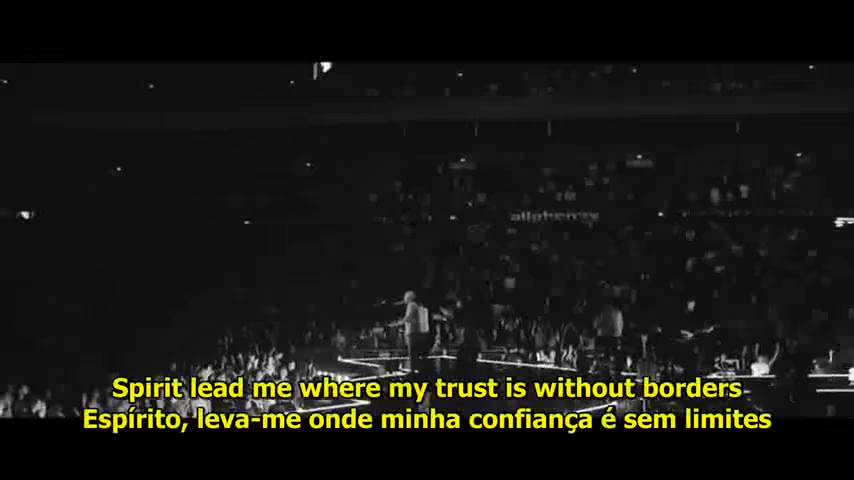 Spirit lead me where my trust is without borders
Espírito, leva-me onde minha confiança é sem limites